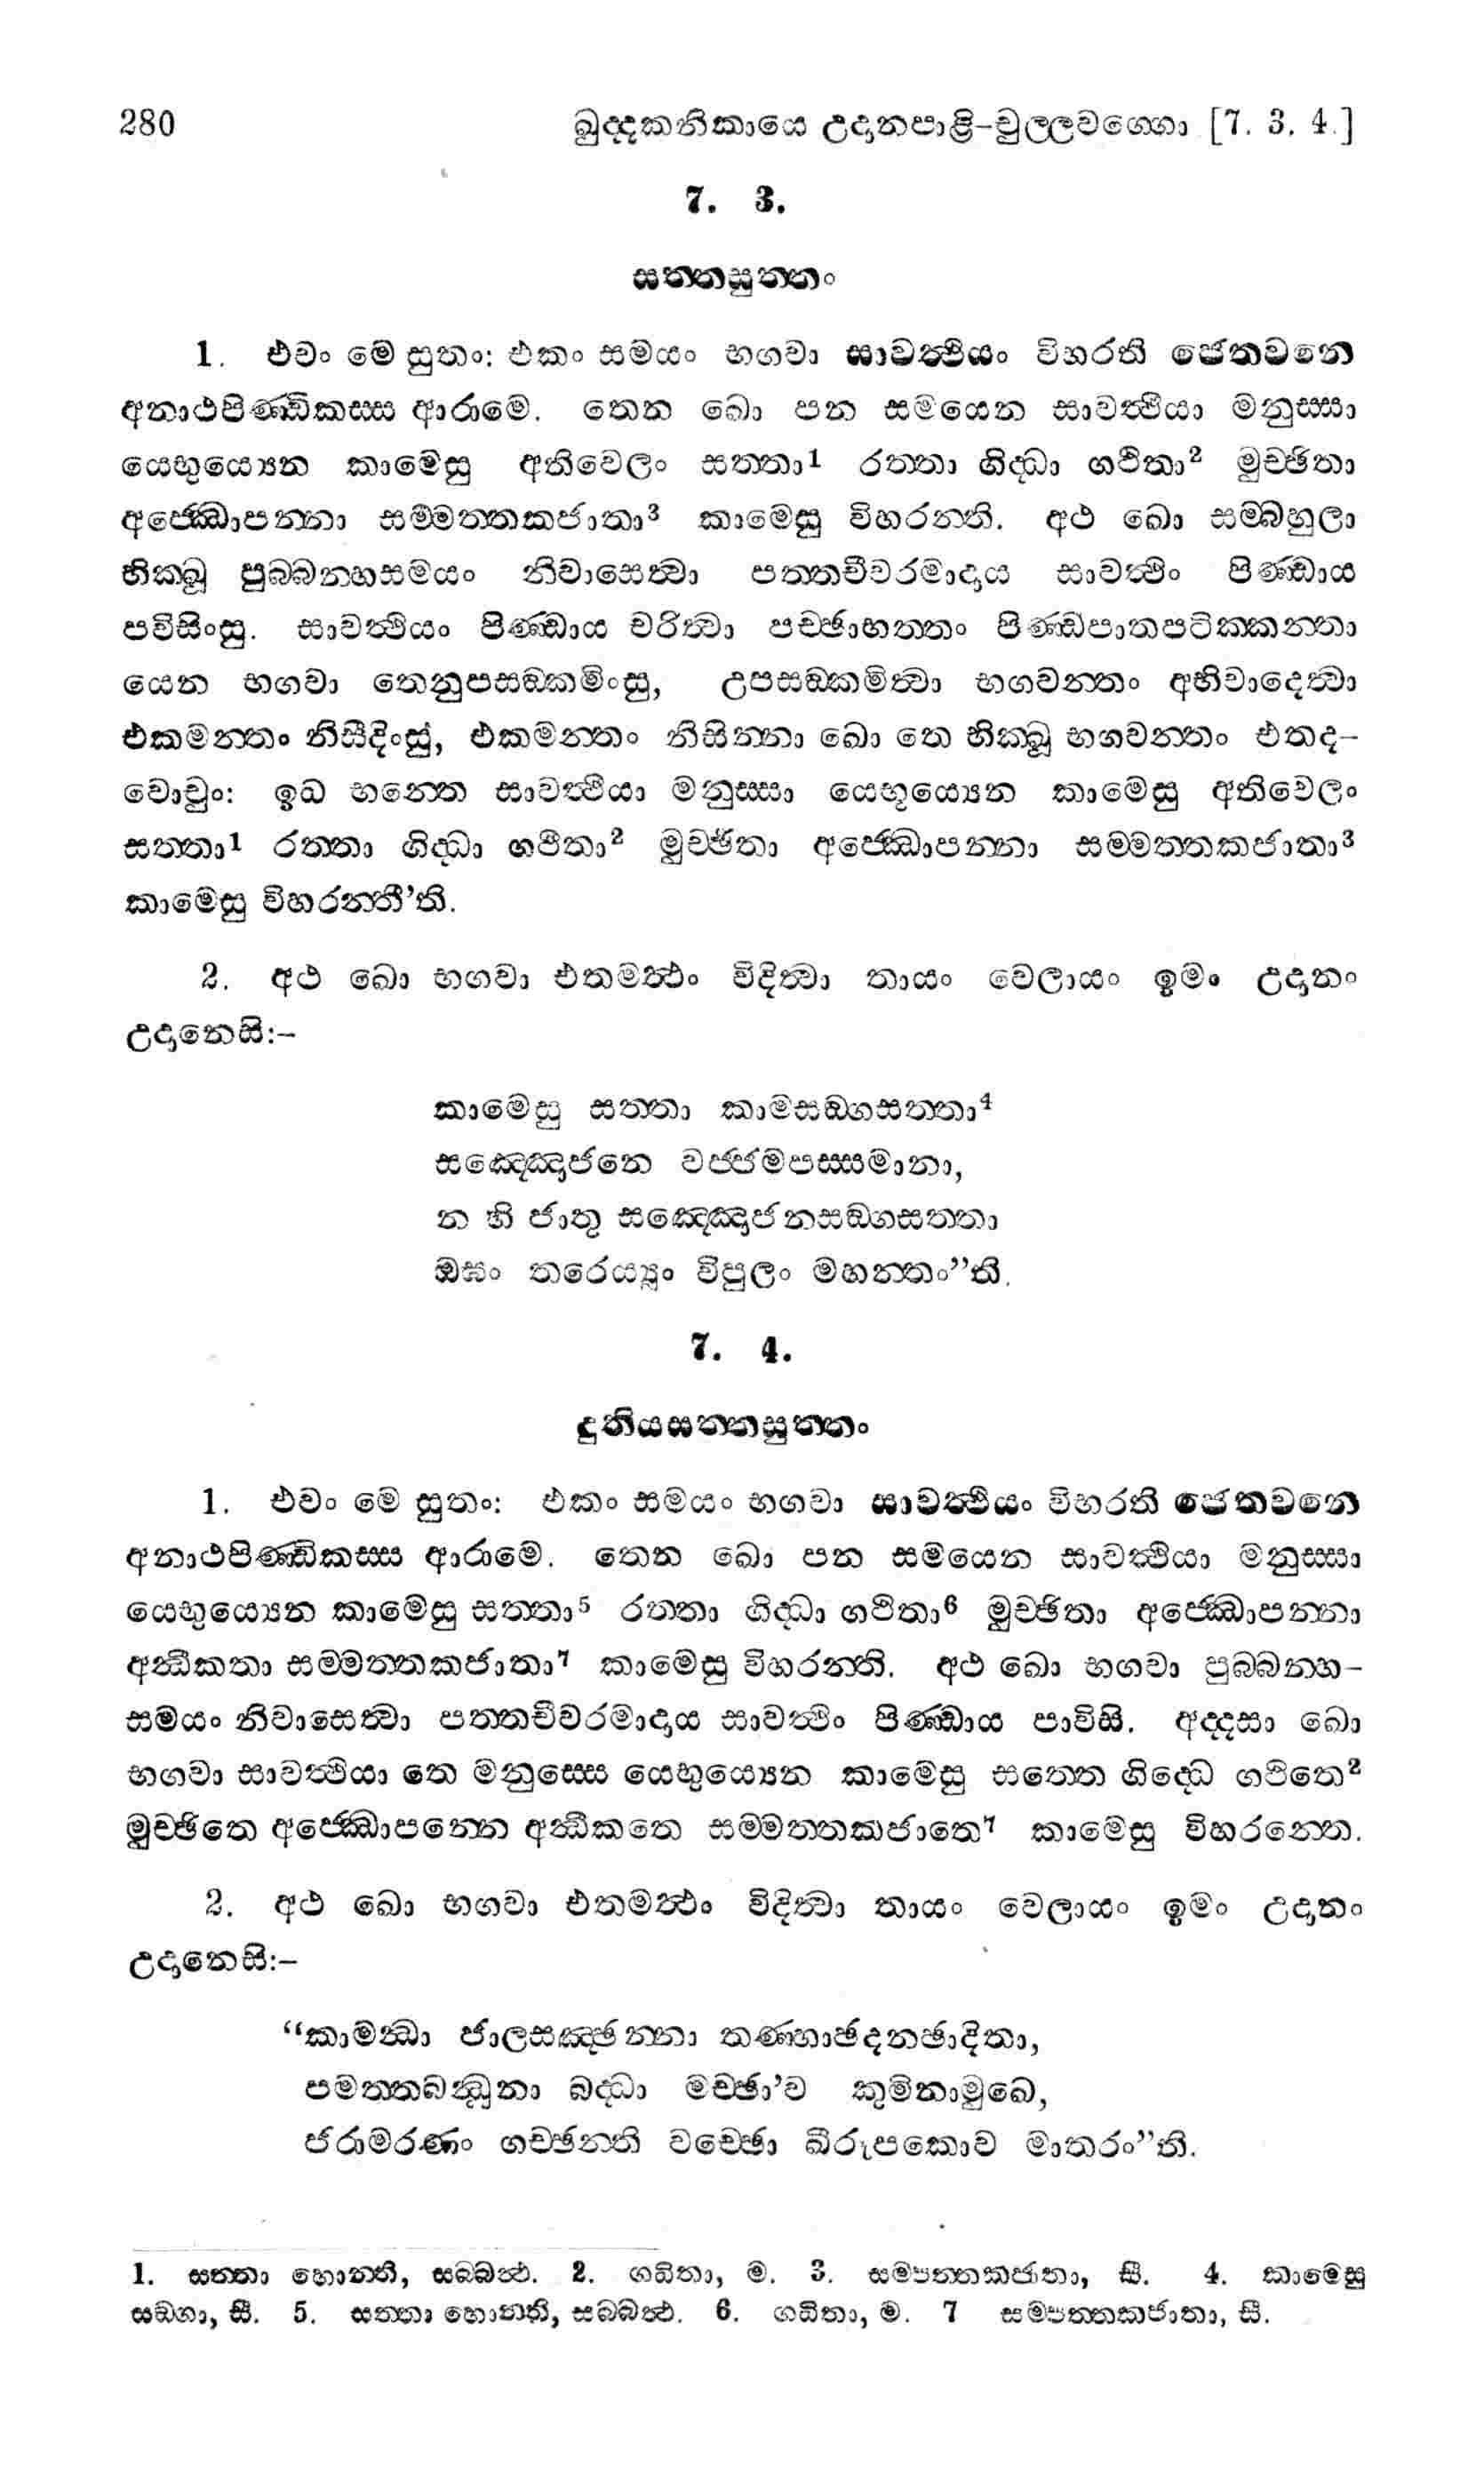 280 ඛුද්දකනිකායෙ උදානපාළි-චුල්ලවග්ගො [7. 3. 4.]
7. 3.
සත්තසුත්තං
1. එවං මෙ සුතං: එකං සමයං භගවා සාවත්ථියං විහරති ජෙතවනෙ
අනාථපිණ්ඩිකස්ස ආරාමෙ. තෙන ඛො පන සමයෙන සාවත්ථියා මනුස්සා
යෙභුය්‍යෙන කාමෙසු අතිවෙලං සත්තා1 රත්තා ගිද්ධා ගථිතා2 මුච්ඡිතා
අජ්ඣොපන්නා සම්මත්තකජාතා3 කාමෙසු විහරන්ති. අථ ඛො සම්බහුලා
භික්ඛූ පුබ්බන්හසමයං නිවාසෙත්‍වා පත්තචීවරමාදාය සාවත්ථිං පිණ්ඩාය
පවිසිංසු. සාවත්ථියං පිණ්ඩාය චරිත්‍වා පච්ඡාභත්තං පිණ්ඩපාතපටික්කන්තා
යෙන භගවා තෙනුපසඞ්කමිංසු, උපසඞ්කමිත්‍වා භගවන්තං අභිවාදෙත්‍වා
එකමන්තං නිසීදිංසු, එකමන්තං නිසින්නා ඛො තෙ භික්ඛූ භගවන්තං එතද-
වොචුං: ඉධ භන්තෙ සාවත්ථියා මනුස්සා යෙභූය්‍යෙන කාමෙසු අතිවෙලං
සත්තා1 රත්තා ගිද්ධා ගථිතා2 මුච්ඡිතා අජ්ඣොපන්නා සම්මත්තකජාතා3
කාමෙසු විහරන්තී’ති.
2. අථ ඛො භගවා එතමත්ථං විදිත්‍වා තායං වෙලායං ඉමං උදානං
උදානෙසි:-
කාමෙසු සත්තා කාමසඞ්ගසත්තා4
සඤ්ඤොජනෙ වජ්ජමපස්සමානා,
න හි ජාතු සඤ්ඤොජනසඞ්ගසත්තා
ඔඝං තරෙය්‍යුං විපුලං මහන්තං”ති.
7. 4.
දුතියසත්තසුත්තං
1. එවං මෙ සුතං: එකං සමයං භගවා සාවත්ථියං විහරති ජෙතවනෙ
අනාථපිණ්ඩිකස්ස ආරාමෙ. තෙන ඛො පන සමයෙන සාවත්ථියා මනුස්සා
යෙභුය්‍යෙන කාමෙසු සත්තා5 රත්තා ගිද්ධා ගථිතා6 මුච්ඡිතා අජ්ඣොපන්නා
අන්ධීකතා සම්මත්තකජාතා7 කාමෙසු විහරන්ති. අථ ඛො භගවා පුබ්බන්හ-
සමයං නිවාසෙත්‍වා පත්තචීවරමාදාය සාවත්ථිං පිණ්ඩාය පාවිසි. අද්දසා ඛො
භගවා සාවත්ථියා තෙ මනුස්සෙ යෙභුය්‍යෙන කාමෙසු සත්තෙ ගිද්ධෙ ගථිතෙ2
මුච්ඡිතෙ අජ්ඣොපන්නෙ අන්ධීකතෙ සම්මත්තකජාතෙ7 කාමෙසු විහරන්තෙ.
2. අථ ඛො භගවා එතමත්ථං විදිත්‍වා තායං වෙලායං ඉමං උදානං
උදානෙසි:-
“කාමන්ධා ජාලසඤ්ඡන්නා තණ්හාඡදනඡාදිතා,
පමත්තබන්ධුනා බද්ධා මච්ඡා’ව කුමිනාමුඛෙ,
ජරාමරණං ගච්ඡන්ති වච්ඡො ඛීරූපකොව මාතරං”ති.
1. සත්තා හොන්ති, සබ්බත්ථ. 2. ගධිතා, ම. 3. සම්පත්තකජාතා, සී. 4. කාමෙසු
සඞ්ගා, සී. 5. සත්තා හොන්ති, සබ්බත්ථ. 6. ගධිතා, ම. 7 සම්පත්තකජාතා, සී.